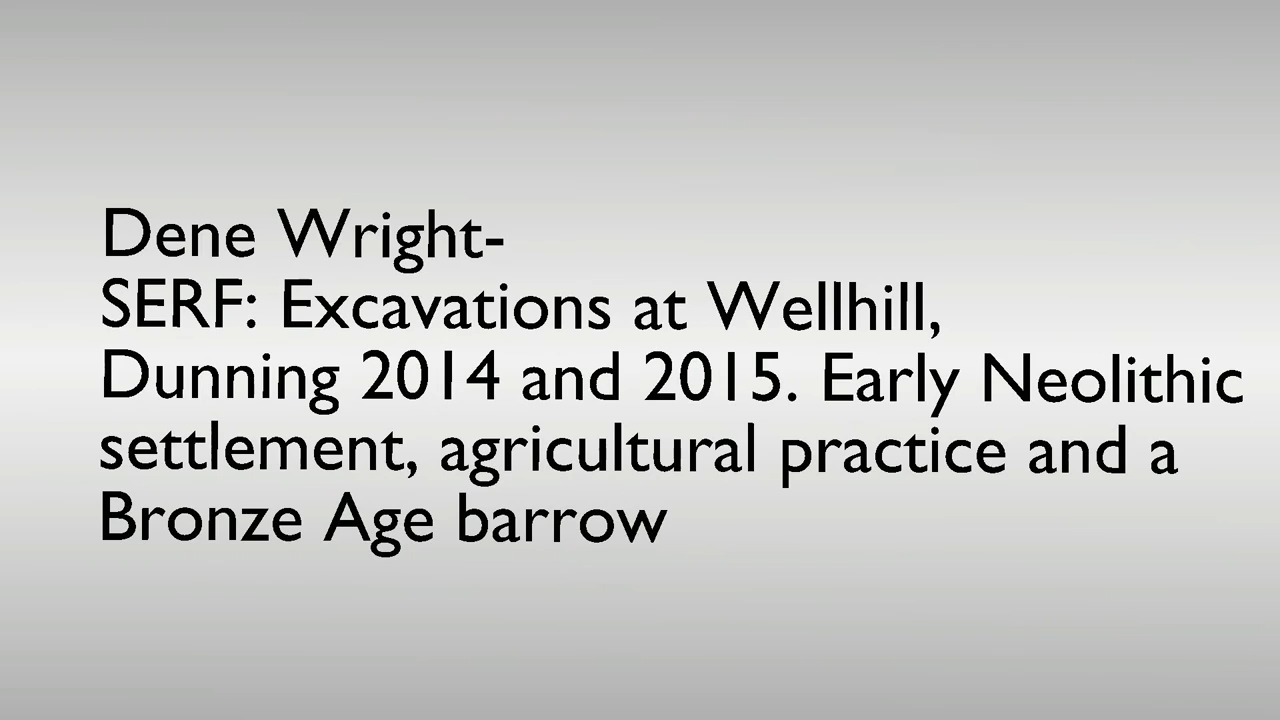 Dene Wright-
SERF: Excavations at Wellhill,
Dunning 2014 and 2015. Early Neolithic
settlement, agricultural practice and a
Bronze Age barrow